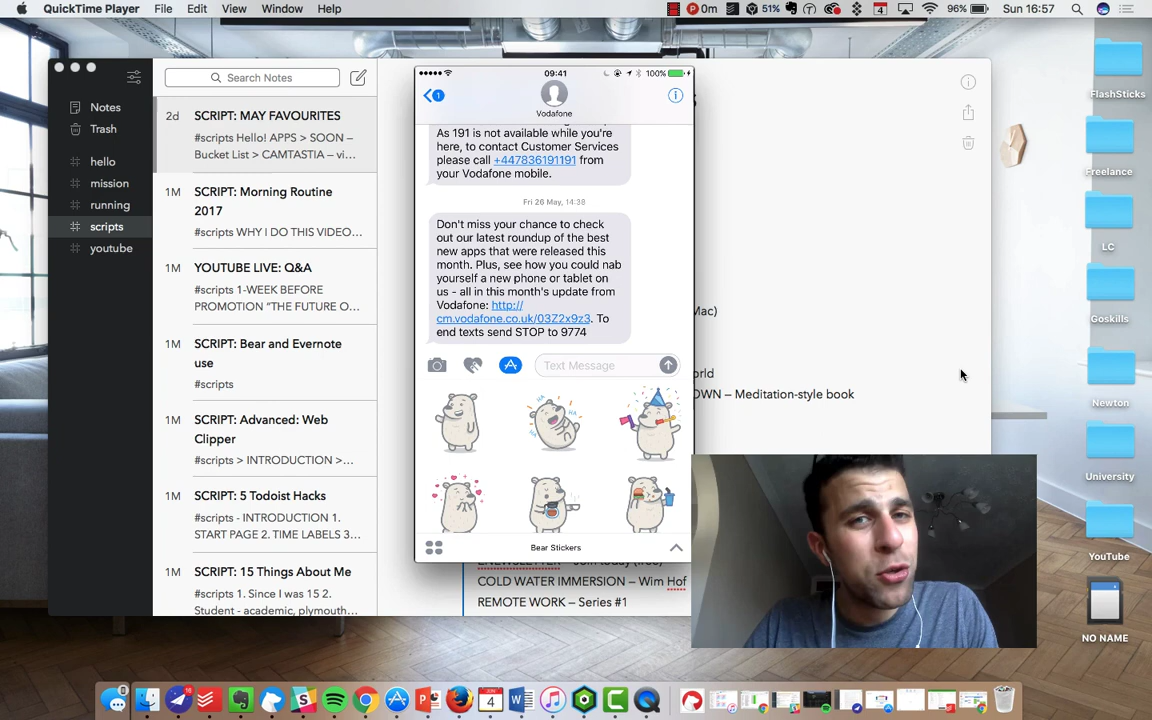 QuickTime Player File Edit View Window Help
0m 51% 4 96% Sun 16:57
Search Notes
Notes
Trash
hello
mission
running
scripts
youtube
2d SCRIPT: MAY FAVOURITES
#scripts Hello! APPS > SOON –
Bucket List > CAMTASTIA – vi...
1M SCRIPT: Morning Routine
2017
#scripts WHY I DO THIS VIDEO...
1M YOUTUBE LIVE: Q&A
#scripts 1-WEEK BEFORE
PROMOTION "THE FUTURE O...
1M SCRIPT: Bear and Evernote
use
#scripts
1M SCRIPT: Advanced: Web
Clipper
#scripts > INTRODUCTION >...
1M SCRIPT: 5 Todoist Hacks
#scripts - INTRODUCTION 1.
START PAGE 2. TIME LABELS 3...
1M SCRIPT: 15 Things About Me
#scripts 1. Since I was 15 2.
Student - academic, plymouth...
09:41 100%
1
Vodafone
As 191 is not available while you're
here, to contact Customer Services
please call +447836191191 from
your Vodafone mobile.
Fri 26 May, 14:38
Don't miss your chance to check
out our latest roundup of the best
new apps that were released this
month. Plus, see how you could nab
yourself a new phone or tablet on
us - all in this month's update from
Vodafone: http://
cm.vodafone.co.uk/03Z2x9z3. To
end texts send STOP to 9774
Text Message
HA HA HA
Bear Stickers
Mac)
orld
OWN – Meditation-style book
COLD WATER IMMERSION – Wim Hof
REMOTE WORK – Series #1
FlashSticks
Freelance
LC
Goskills
Newton
University
YouTube
NO NAME